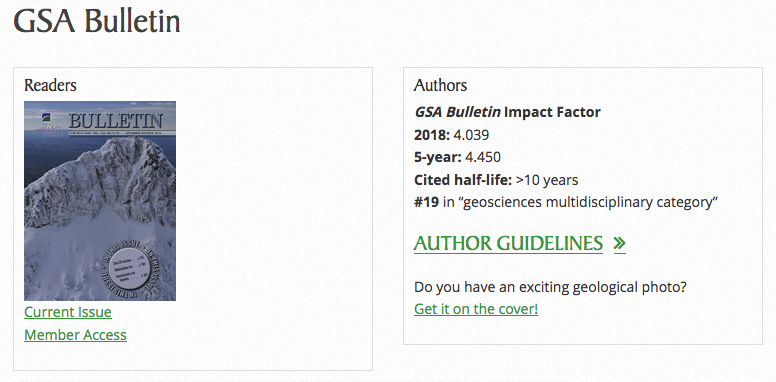 GSA Bulletin
Readers
BULLETIN
Current Issue
Member Access
Authors
GSA Bulletin Impact Factor
2018: 4.039
5-year: 4.450
Cited half-life: >10 years
#19 in “geosciences multidisciplinary category”
AUTHOR GUIDELINES »
Do you have an exciting geological photo?
Get it on the cover!